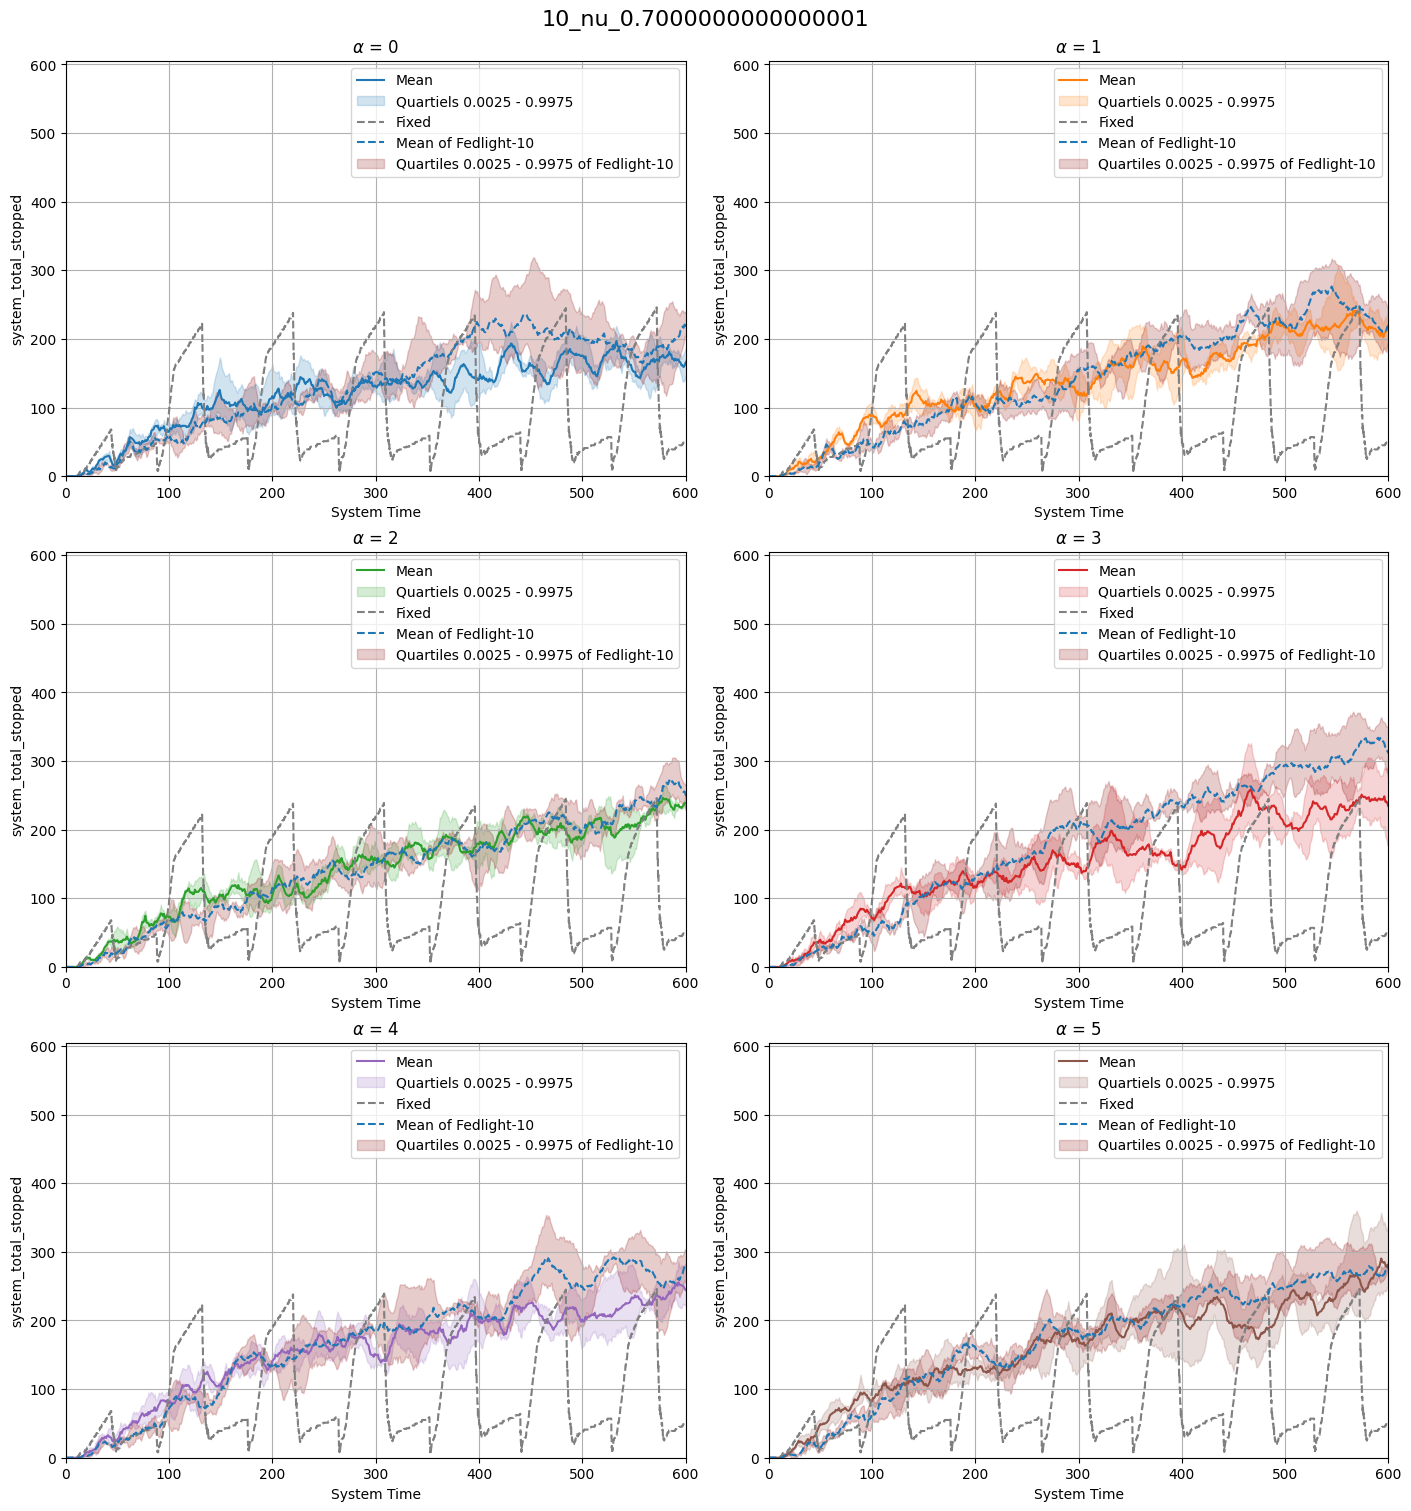 10_nu_0.7000000000000001
α = 0
600
500
400
300
200
100
0
system_total_stopped
Mean
Quartiels 0.0025 - 0.9975
Fixed
Mean of Fedlight-10
Quartiles 0.0025 - 0.9975 of Fedlight-10
0 100 200 300 400 500 600
System Time
α = 1
600
500
400
300
200
100
0
system_total_stopped
Mean
Quartiels 0.0025 - 0.9975
Fixed
Mean of Fedlight-10
Quartiles 0.0025 - 0.9975 of Fedlight-10
0 100 200 300 400 500 600
System Time
α = 2
600
500
400
300
200
100
0
system_total_stopped
Mean
Quartiels 0.0025 - 0.9975
Fixed
Mean of Fedlight-10
Quartiles 0.0025 - 0.9975 of Fedlight-10
0 100 200 300 400 500 600
System Time
α = 3
600
500
400
300
200
100
0
system_total_stopped
Mean
Quartiels 0.0025 - 0.9975
Fixed
Mean of Fedlight-10
Quartiles 0.0025 - 0.9975 of Fedlight-10
0 100 200 300 400 500 600
System Time
α = 4
600
500
400
300
200
100
0
system_total_stopped
Mean
Quartiels 0.0025 - 0.9975
Fixed
Mean of Fedlight-10
Quartiles 0.0025 - 0.9975 of Fedlight-10
0 100 200 300 400 500 600
System Time
α = 5
600
500
400
300
200
100
0
system_total_stopped
Mean
Quartiels 0.0025 - 0.9975
Fixed
Mean of Fedlight-10
Quartiles 0.0025 - 0.9975 of Fedlight-10
0 100 200 300 400 500 600
System Time